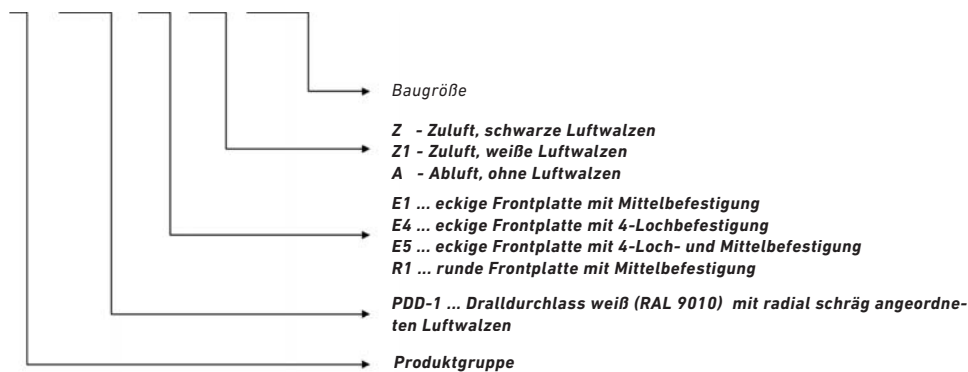 Baugröße
Z - Zuluft, schwarze Luftwalzen
Z1 - Zuluft, weiße Luftwalzen
A - Abluft, ohne Luftwalzen
E1 ... eckige Frontplatte mit Mittelbefestigung
E4 ... eckige Frontplatte mit 4-Lochbefestigung
E5 ... eckige Frontplatte mit 4-Loch- und Mittelbefestigung
R1 ... runde Frontplatte mit Mittelbefestigung
PDD-1 ... Dralldurchlass weiß (RAL 9010) mit radial schräg angeordne-
ten Luftwalzen
Produktgruppe